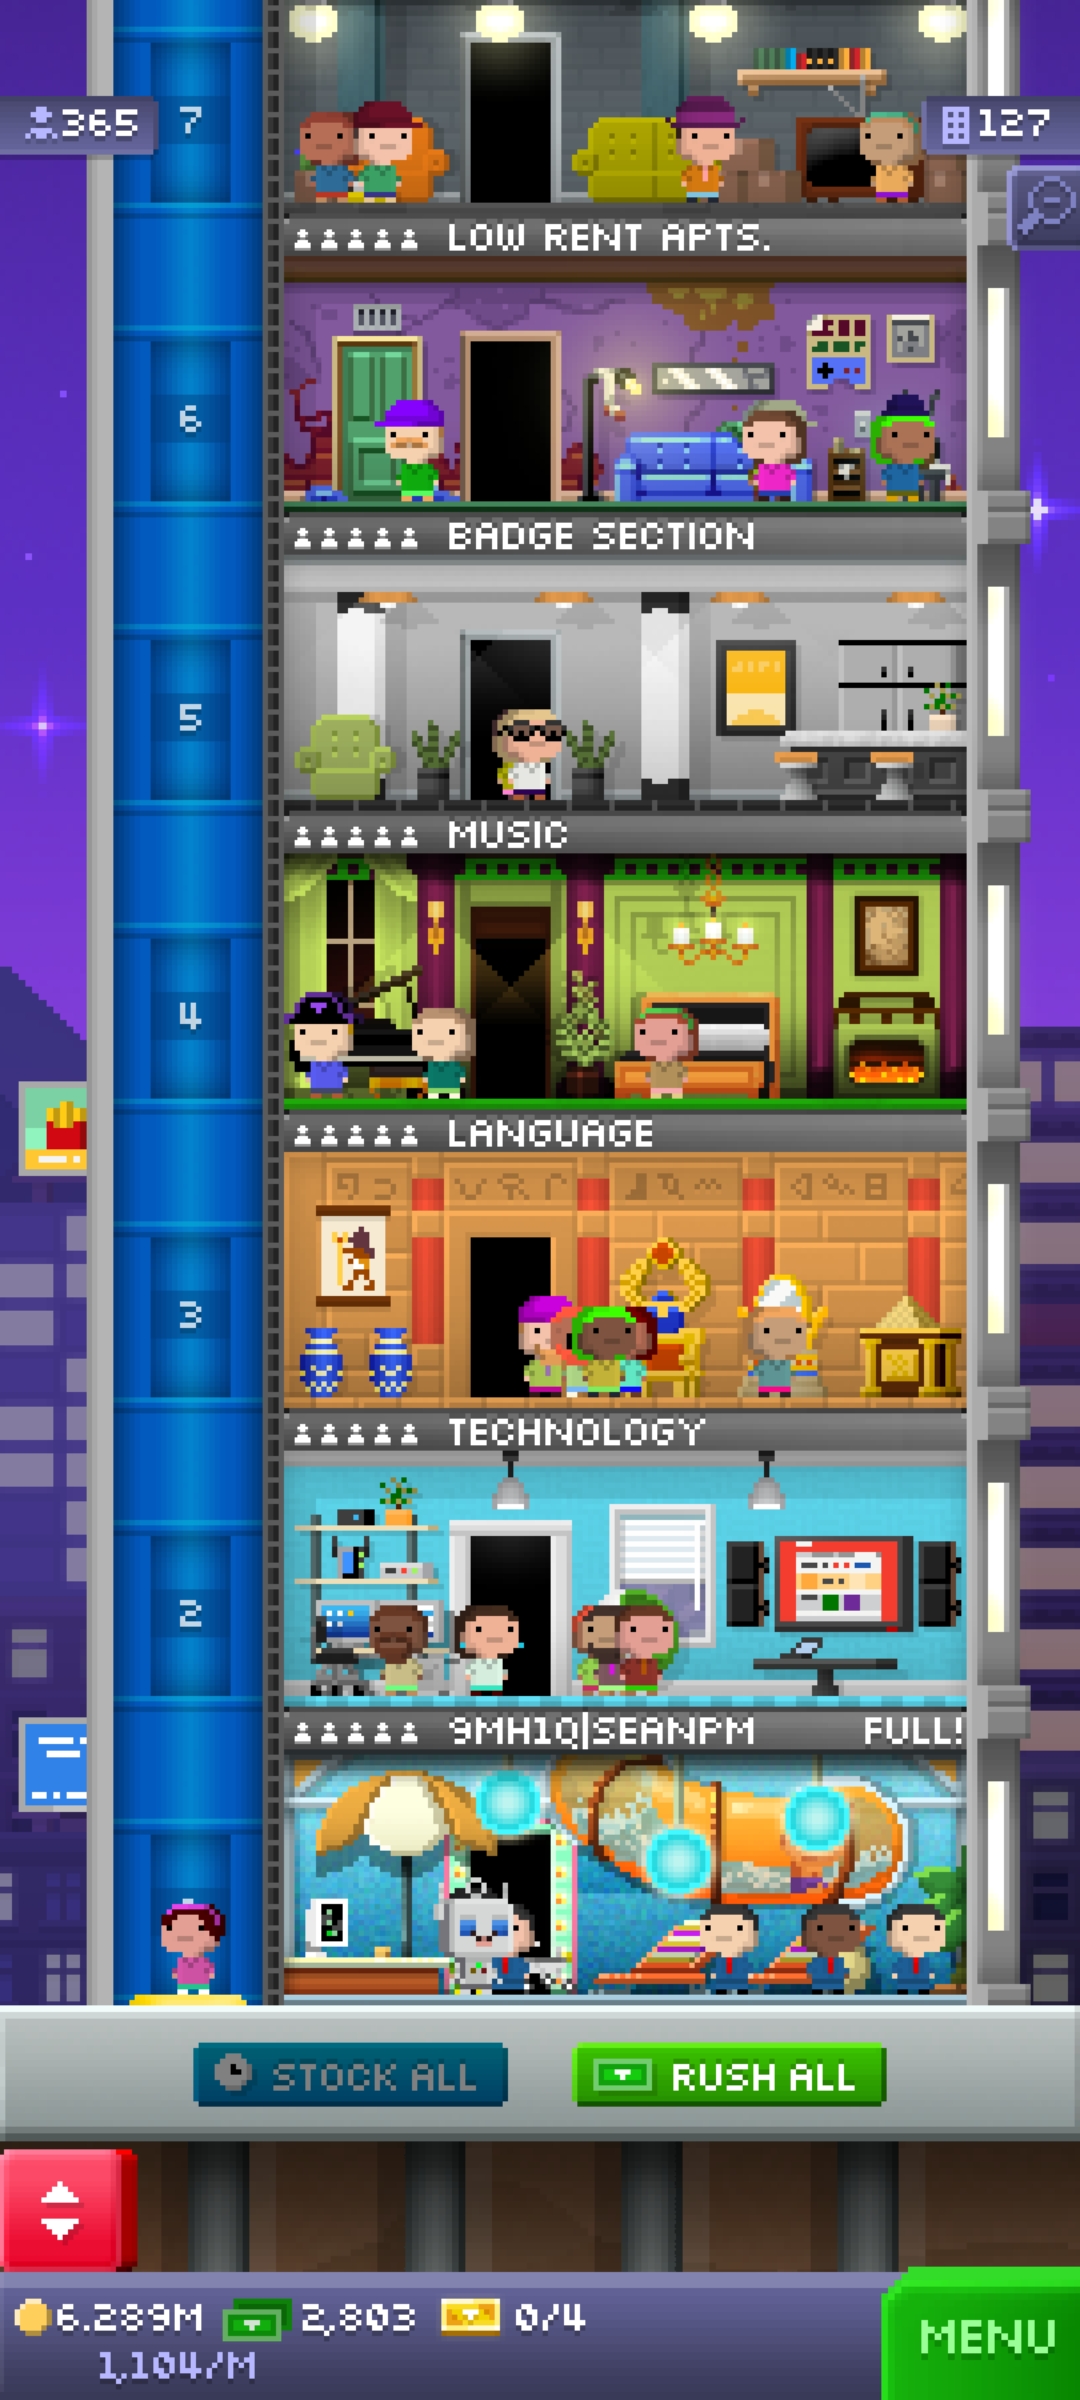 365
7
127
LOW RENT APTS.
6
BADGE SECTION
5
MUSIC
4
LANGUAGE
3
TECHNOLOGY
2
9MH1Q|SEANPM FULL!
STOCK ALL
RUSH ALL
6.289M 2,803 0/4
1,104/M
MENU